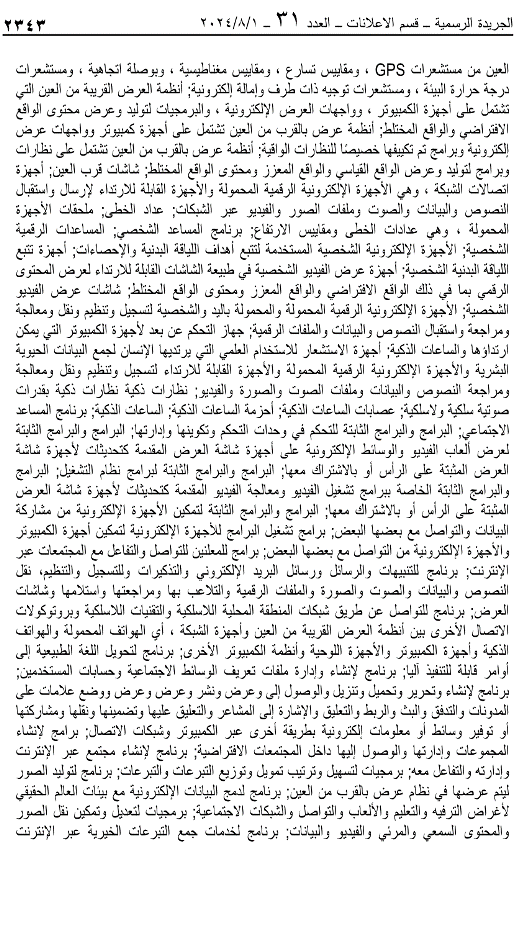 الجريدة الرسمية ــ قسم الاعلانات ــ العدد ٣١ ــ ٢٠٢٤/٨/١
٢٣٤٣
العين من مستشعرات GPS ، ومقاييس تسارع ، ومقاييس مغناطيسية ، وبوصلة اتجاهية ، ومستشعرات
درجة حرارة البيئة ، ومستشعرات توجيه ذات طرف وإمالة إلكترونية; أنظمة العرض القريبة من العين التي
تشتمل على أجهزة الكمبيوتر ، وواجهات العرض الإلكترونية ، والبرمجيات لتوليد وعرض محتوى الواقع
الافتراضي والواقع المختلط; أنظمة عرض بالقرب من العين تشتمل على أجهزة كمبيوتر وواجهات عرض
إلكترونية وبرامج تم تكييفها خصيصًا للنظارات الواقية; أنظمة عرض بالقرب من العين تشتمل على نظارات
وبرامج لتوليد وعرض الواقع القياسي والواقع المعزز ومحتوى الواقع المختلط; شاشات قرب العين; أجهزة
اتصالات الشبكة ، وهي الأجهزة الإلكترونية الرقمية المحمولة والأجهزة القابلة للارتداء لإرسال واستقبال
النصوص والبيانات والصوت وملفات الصور والفيديو عبر الشبكات; عداد الخطى; ملحقات الأجهزة
المحمولة ، وهي عدادات الخطى ومقاييس الارتفاع; برنامج المساعد الشخصي; المساعدات الرقمية
الشخصية; الأجهزة الإلكترونية الشخصية المستخدمة لتتبع أهداف اللياقة البدنية والإحصاءات; أجهزة تتبع
اللياقة البدنية الشخصية; أجهزة عرض الفيديو الشخصية في طبيعة الشاشات القابلة للارتداء لعرض المحتوى
الرقمي بما في ذلك الواقع الافتراضي والواقع المعزز ومحتوى الواقع المختلط; شاشات عرض الفيديو
الشخصية; الأجهزة الإلكترونية الرقمية المحمولة والمحمولة باليد والشخصية لتسجيل وتنظيم ونقل ومعالجة
ومراجعة واستقبال النصوص والبيانات والملفات الرقمية; جهاز التحكم عن بعد لأجهزة الكمبيوتر التي يمكن
ارتداؤها والساعات الذكية; أجهزة الاستشعار للاستخدام العلمي التي يرتديها الإنسان لجمع البيانات الحيوية
البشرية والأجهزة الإلكترونية الرقمية المحمولة والأجهزة القابلة للارتداء لتسجيل وتنظيم ونقل ومعالجة
ومراجعة النصوص والبيانات وملفات الصوت والصورة والفيديو; نظارات ذكية نظارات ذكية بقدرات
صوتية سلكية ولاسلكية; عصابات الساعات الذكية; أحزمة الساعات الذكية; الساعات الذكية; برنامج المساعد
الاجتماعي; البرامج والبرامج الثابتة للتحكم في وحدات التحكم وتكوينها وإدارتها; البرامج والبرامج الثابتة
لعرض ألعاب الفيديو والوسائط الإلكترونية على أجهزة شاشة العرض المقدمة كتحديثات لأجهزة شاشة
العرض المثبتة على الرأس أو بالاشتراك معها; البرامج والبرامج الثابتة لبرامج نظام التشغيل; البرامج
والبرامج الثابتة الخاصة ببرامج تشغيل الفيديو ومعالجة الفيديو المقدمة كتحديثات لأجهزة شاشة العرض
المثبتة على الرأس أو بالاشتراك معها; البرامج والبرامج الثابتة لتمكين الأجهزة الإلكترونية من مشاركة
البيانات والتواصل مع بعضها البعض; برامج تشغيل البرامج للأجهزة الإلكترونية لتمكين أجهزة الكمبيوتر
والأجهزة الإلكترونية من التواصل مع بعضها البعض; برامج للمعلنين للتواصل والتفاعل مع المجتمعات عبر
الإنترنت; برنامج للتنبيهات والرسائل ورسائل البريد الإلكتروني والتذكيرات وللتسجيل والتنظيم، نقل
النصوص والبيانات والصوت والصورة والملفات الرقمية والتلاعب بها ومراجعتها واستلامها وشاشات
العرض; برنامج للتواصل عن طريق شبكات المنطقة المحلية اللاسلكية والتقنيات اللاسلكية وبروتوكولات
الاتصال الأخرى بين أنظمة العرض القريبة من العين وأجهزة الشبكة ، أي الهواتف المحمولة والهواتف
الذكية وأجهزة الكمبيوتر والأجهزة اللوحية وأنظمة الكمبيوتر الأخرى; برنامج لتحويل اللغة الطبيعية إلى
أوامر قابلة للتنفيذ آليا; برنامج لإنشاء وإدارة ملفات تعريف الوسائط الاجتماعية وحسابات المستخدمين;
برنامج لإنشاء وتحرير وتحميل وتنزيل والوصول إلى وعرض ونشر وعرض وعرض ووضع علامات على
المدونات والتدفق والبث والربط والتعليق والإشارة إلى المشاعر والتعليق عليها وتضمينها ونقلها ومشاركتها
أو توفير وسائط أو معلومات إلكترونية بطريقة أخرى عبر الكمبيوتر وشبكات الاتصال; برامج لإنشاء
المجموعات وإدارتها والوصول إليها داخل المجتمعات الافتراضية; برنامج لإنشاء مجتمع عبر الإنترنت
وإدارته والتفاعل معه; برمجيات لتسهيل وترتيب تمويل وتوزيع التبرعات والتبرعات; برنامج لتوليد الصور
ليتم عرضها في نظام عرض بالقرب من العين; برنامج لدمج البيانات الإلكترونية مع بيئات العالم الحقيقي
لأغراض الترفيه والتعليم والألعاب والتواصل والشبكات الاجتماعية; برمجيات لتعديل وتمكين نقل الصور
والمحتوى السمعي والمرئي والفيديو والبيانات; برنامج لخدمات جمع التبرعات الخيرية عبر الإنترنت